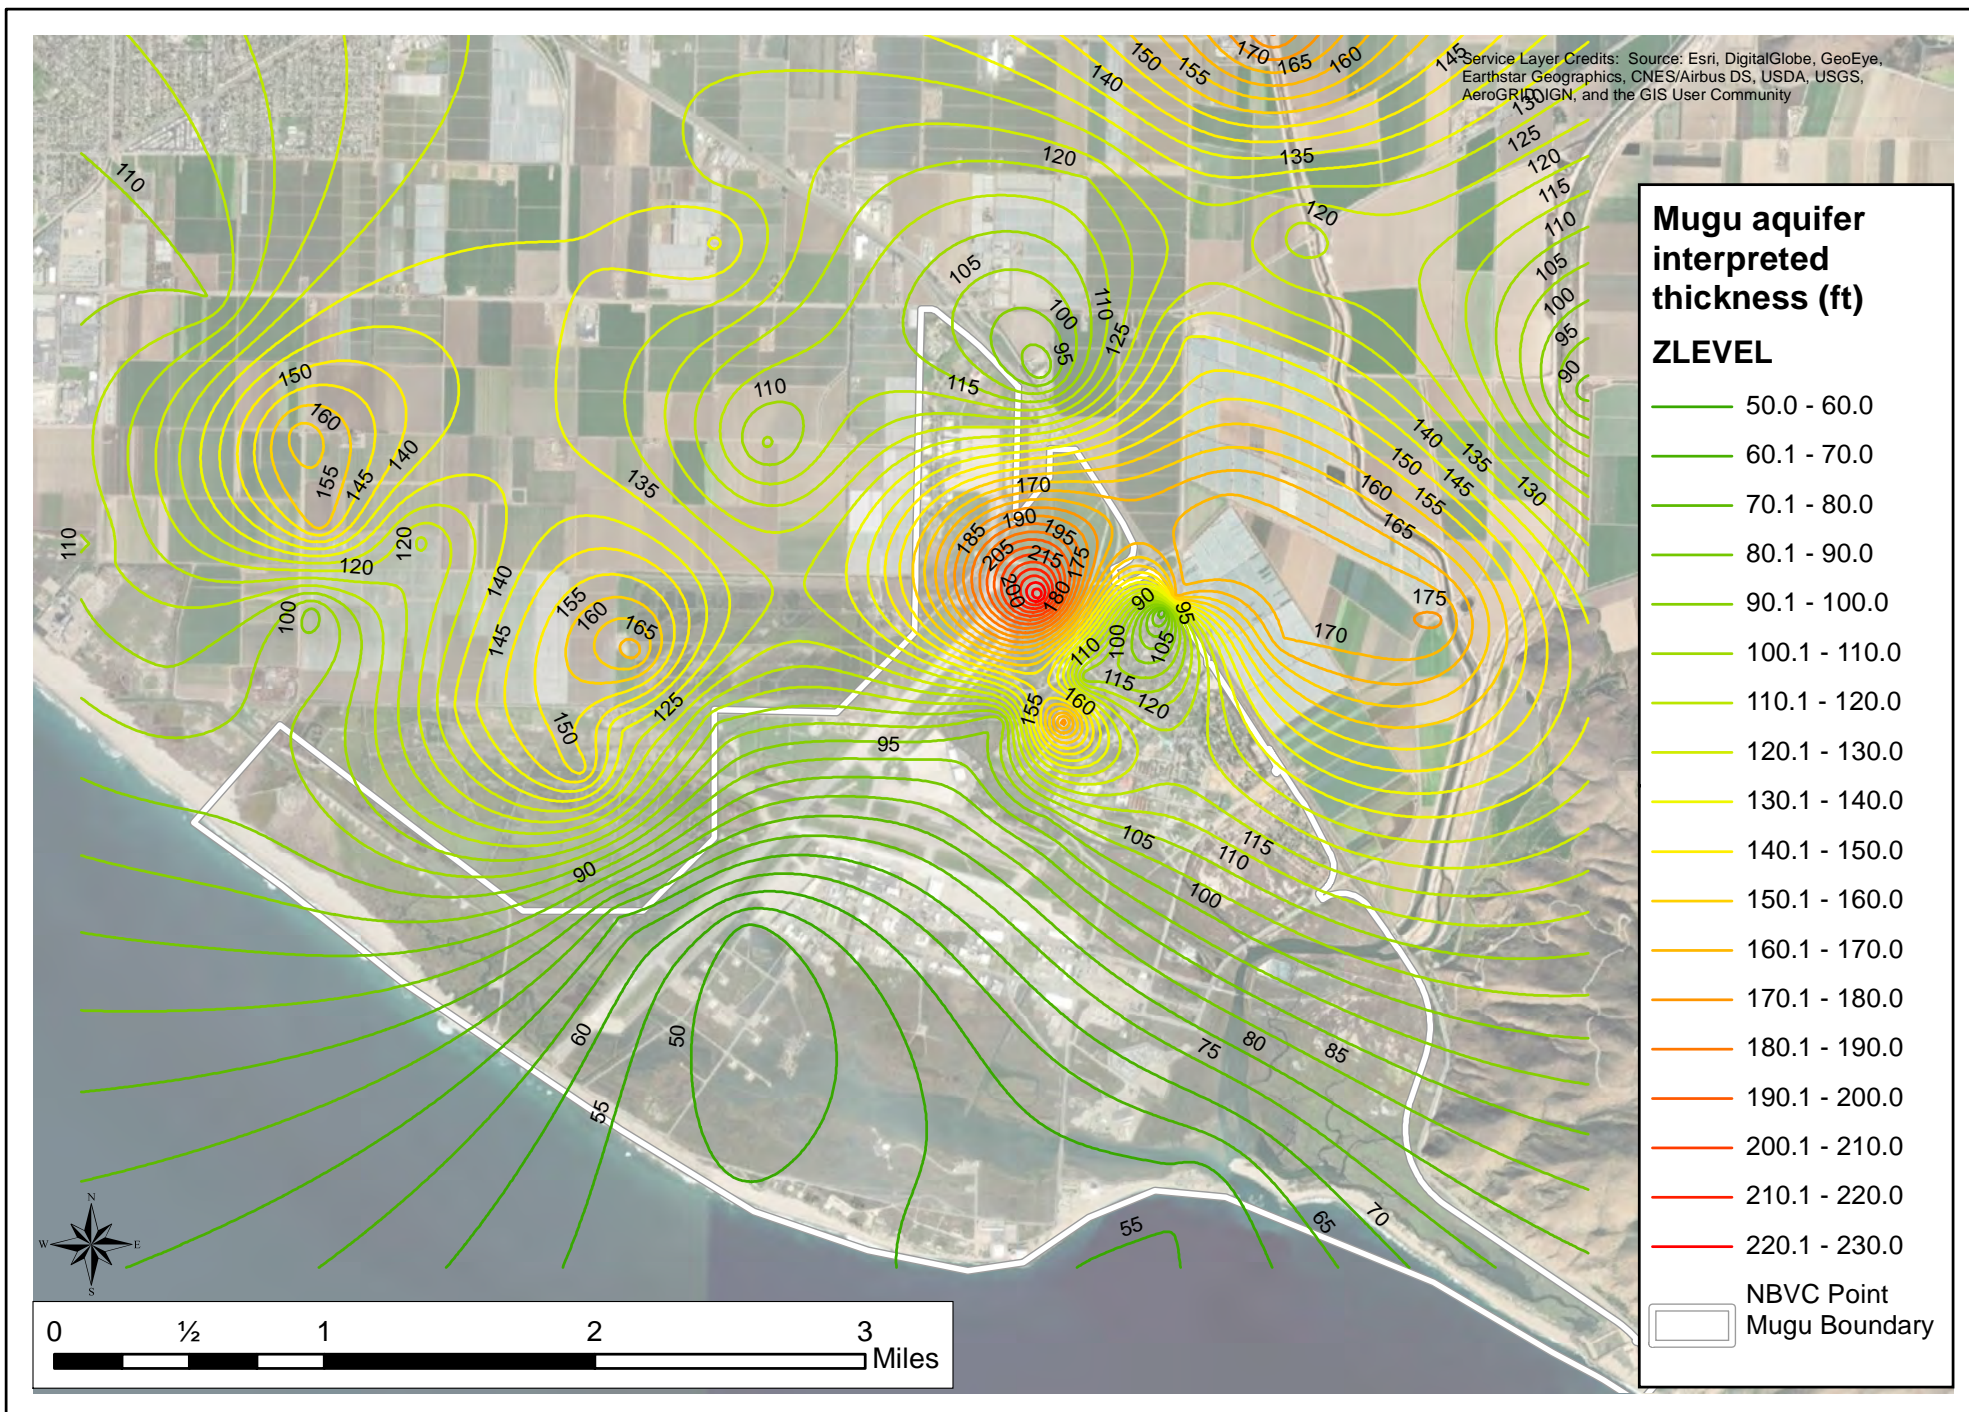 Service Layer Credits: Source: Esri, DigitalGlobe, GeoEye,
Earthstar Geographics, CNES/Airbus DS, USDA, USGS,
AeroGRID, IGN, and the GIS User Community
150
155
170
165
160
145
140
130
125
120
115
110
105
100
95
90
135
120
120
110
105
100
95
110
125
115
110
150
160
155
145
140
135
120
120
110
100
140
145
155
160
165
150
125
170
190
195
185
205
215
175
200
180
90
95
100
105
110
115
120
155
160
140
150
160
135
145
155
165
130
175
170
95
90
105
115
110
100
60
50
55
75
80
85
55
65
70
Mugu aquifer
interpreted
thickness (ft)
ZLEVEL
50.0 - 60.0
60.1 - 70.0
70.1 - 80.0
80.1 - 90.0
90.1 - 100.0
100.1 - 110.0
110.1 - 120.0
120.1 - 130.0
130.1 - 140.0
140.1 - 150.0
150.1 - 160.0
160.1 - 170.0
170.1 - 180.0
180.1 - 190.0
190.1 - 200.0
200.1 - 210.0
210.1 - 220.0
220.1 - 230.0
NBVC Point
Mugu Boundary
N
W E
S
0 ½ 1 2 3
Miles